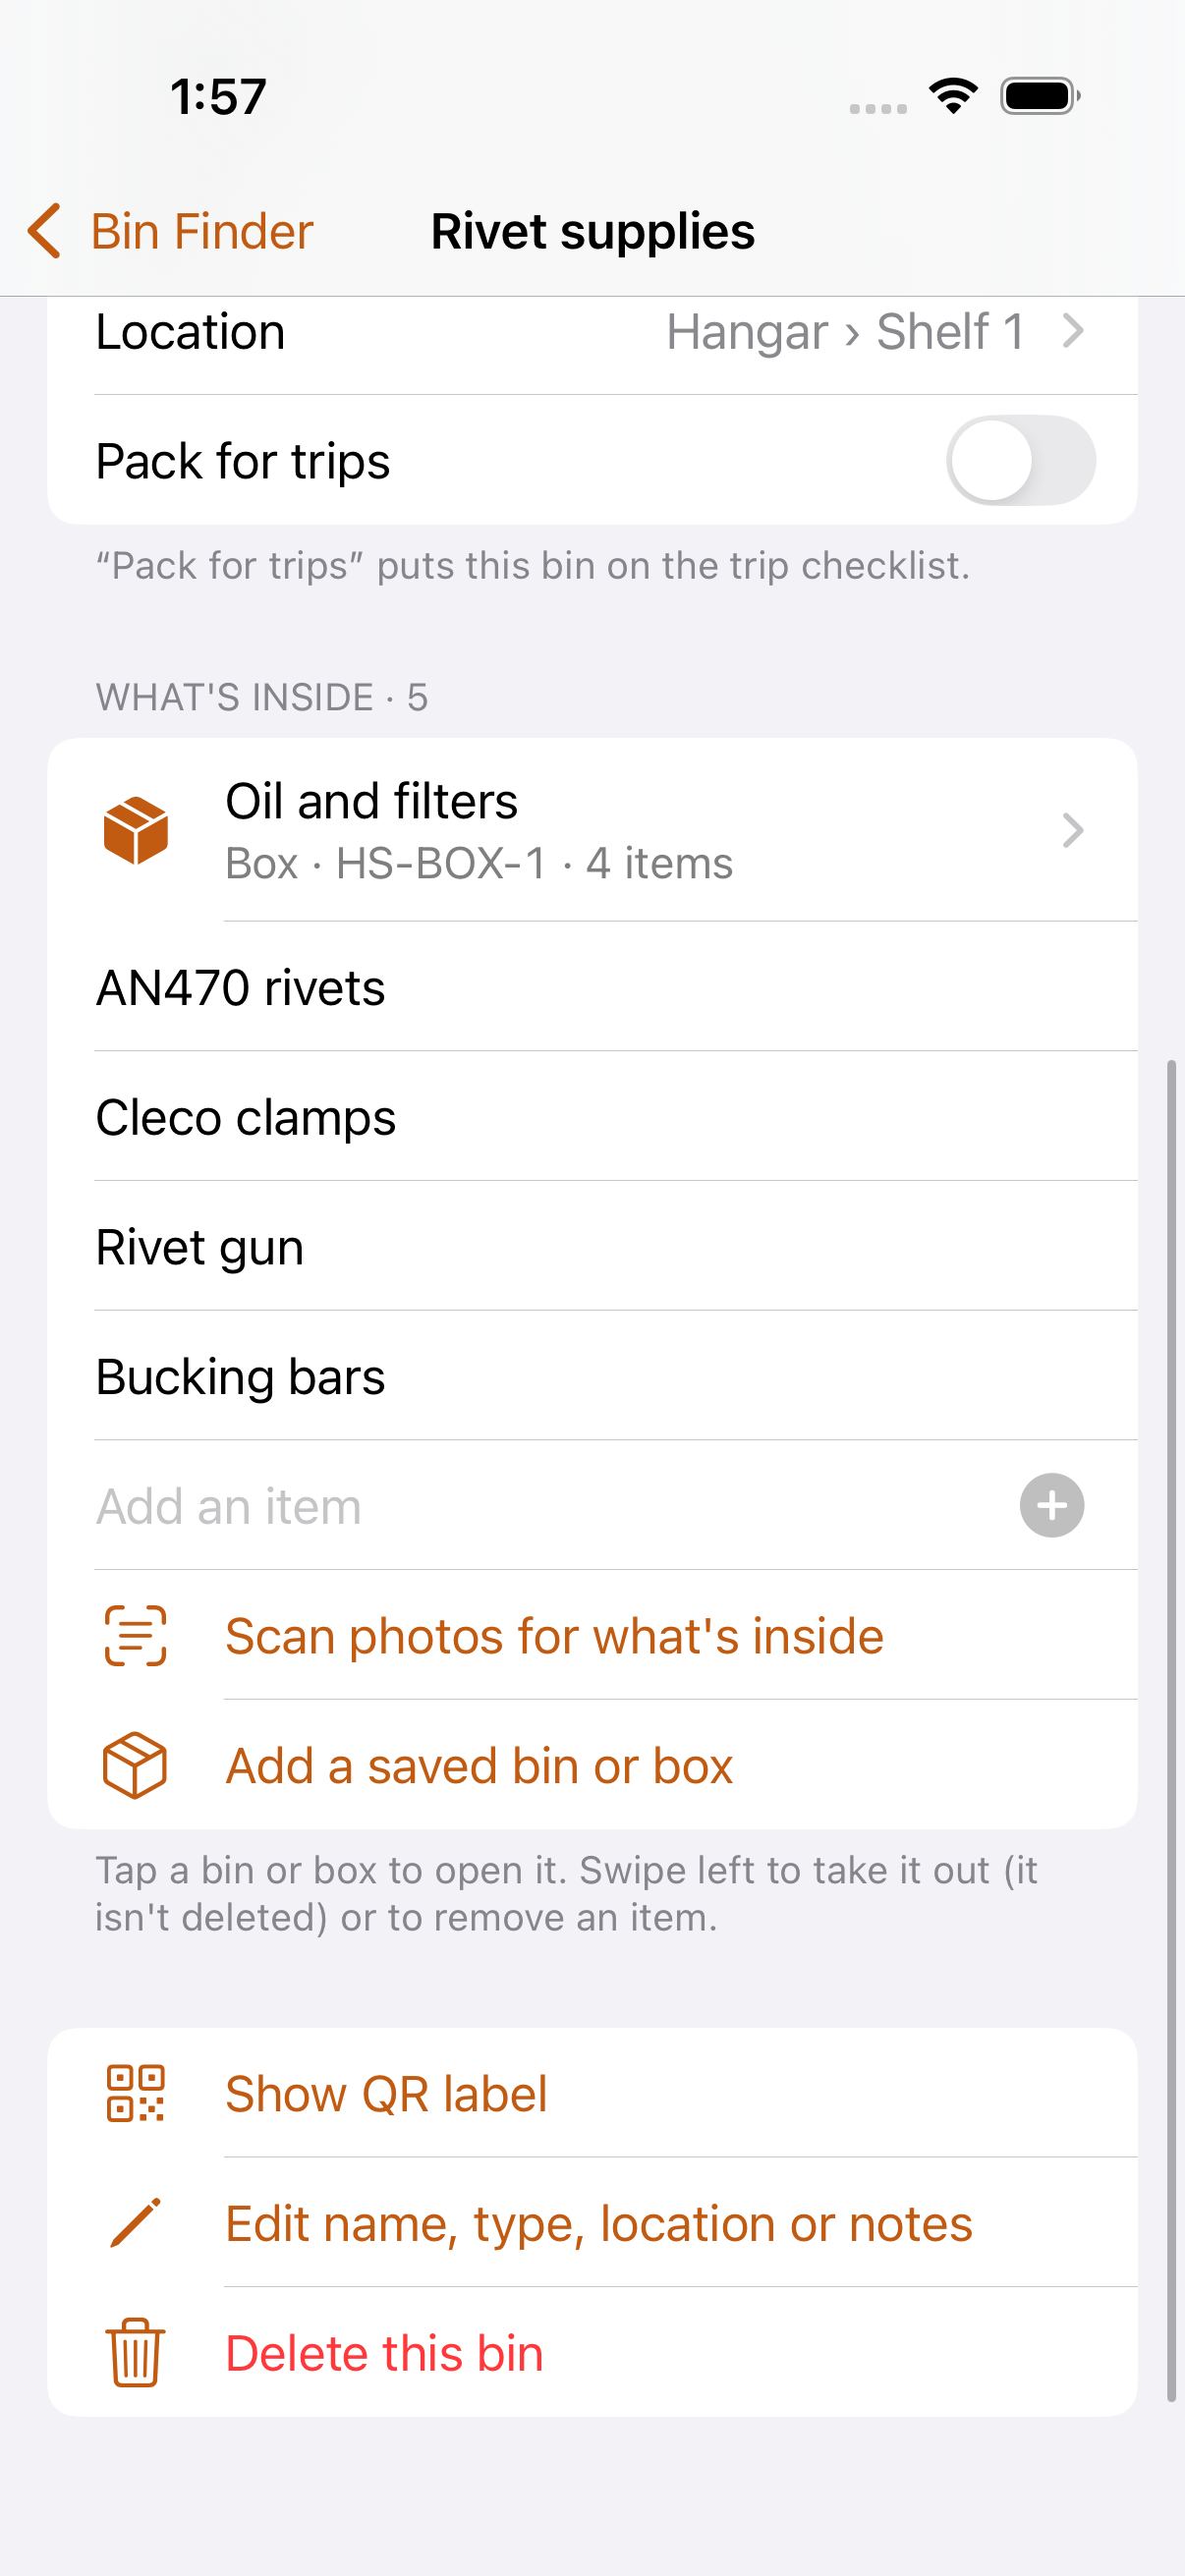 1:57
Bin Finder
Rivet supplies
Location
Hangar › Shelf 1
Pack for trips
“Pack for trips” puts this bin on the trip checklist.
WHAT'S INSIDE · 5
Oil and filters
Box · HS-BOX-1 · 4 items
AN470 rivets
Cleco clamps
Rivet gun
Bucking bars
Add an item
Scan photos for what's inside
Add a saved bin or box
Tap a bin or box to open it. Swipe left to take it out (it
isn't deleted) or to remove an item.
Show QR label
Edit name, type, location or notes
Delete this bin